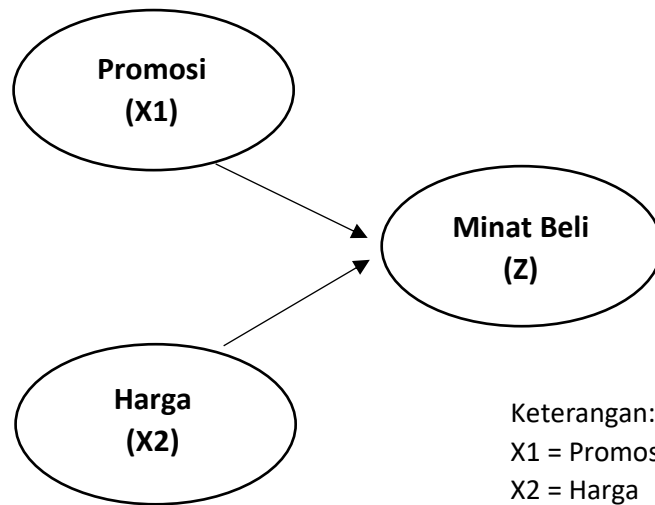 Promosi
(X1)
Minat Beli
(Z)
Harga
(X2)
Keterangan:
X1 = Promos
X2 = Harga